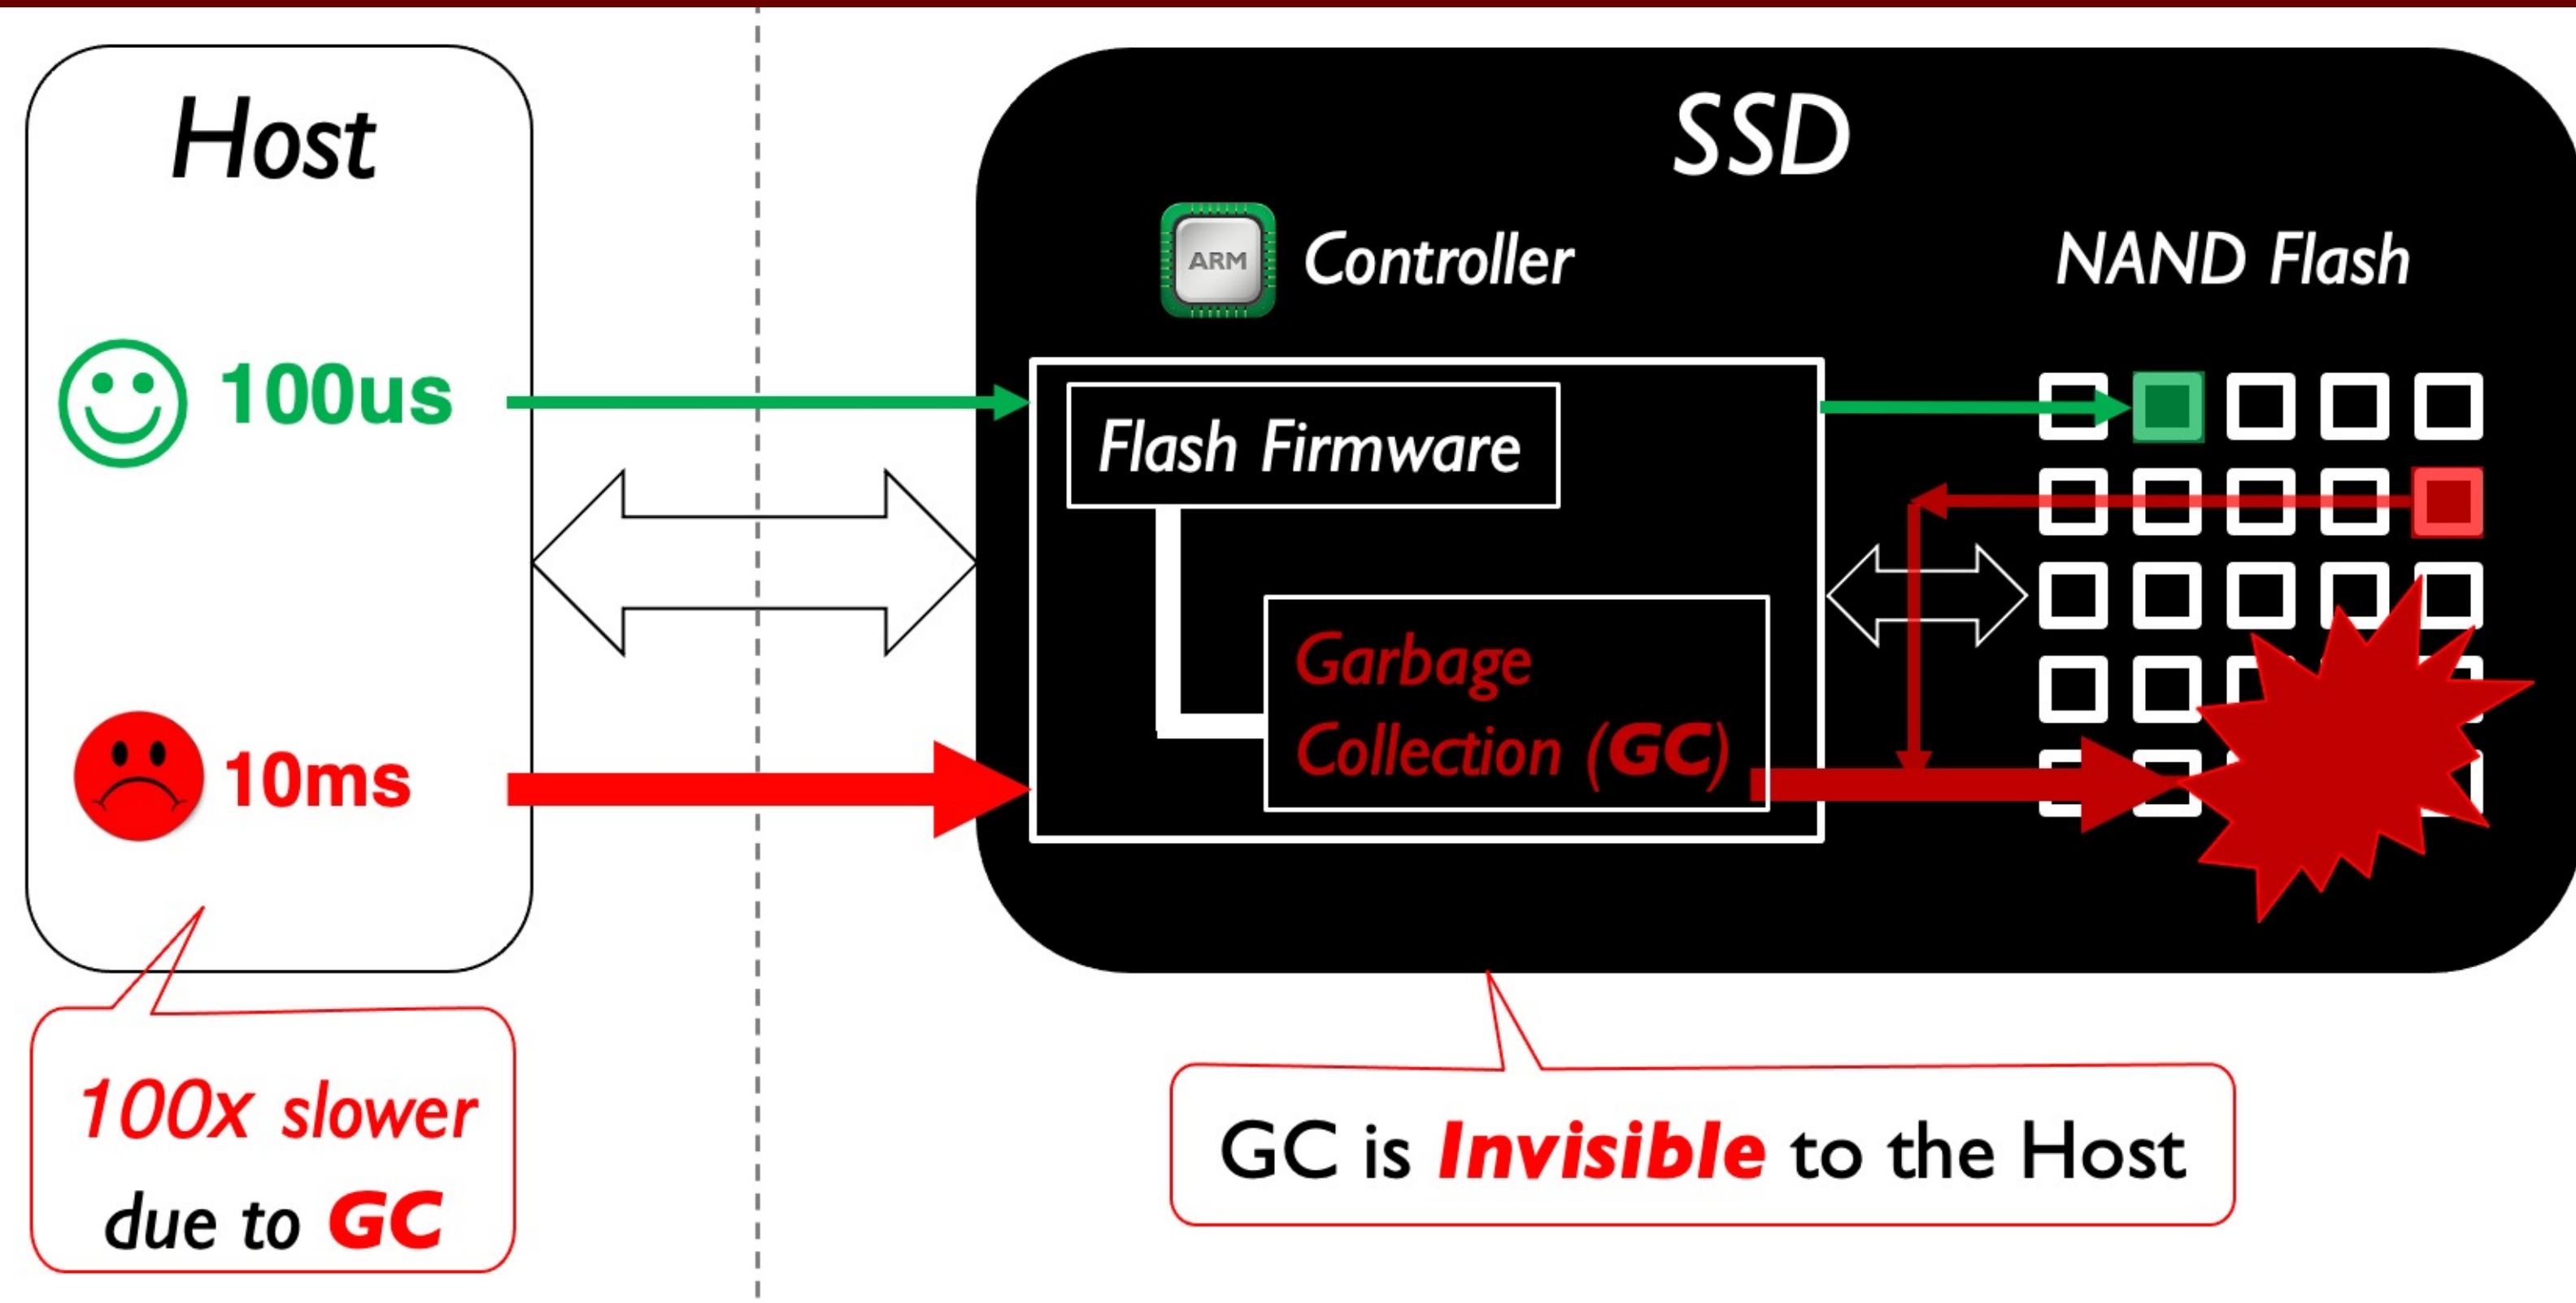 Host
SSD
ARM
Controller
NAND Flash
100us
Flash Firmware
Garbage
Collection (GC)
10ms
100x slower
due to GC
GC is Invisible to the Host